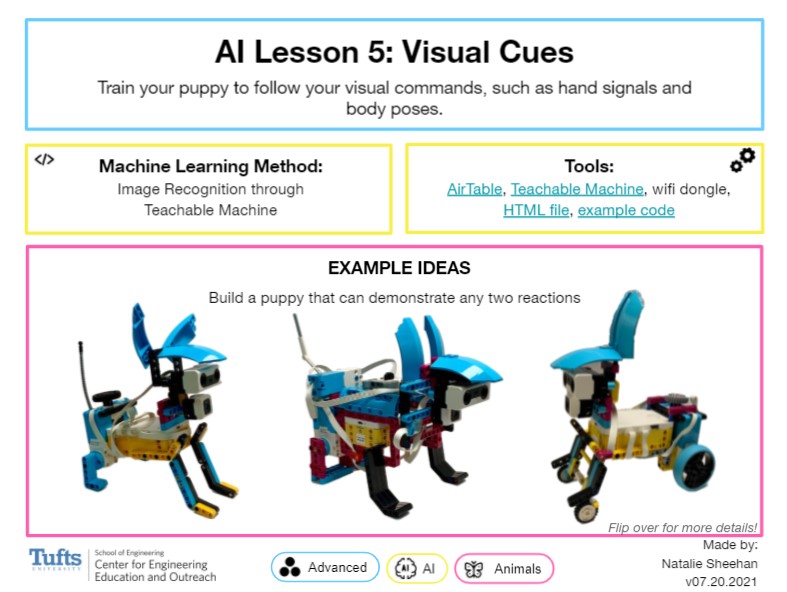 AI Lesson 5: Visual Cues
Train your puppy to follow your visual commands, such as hand signals and
body poses.
</>
Machine Learning Method:
Image Recognition through
Teachable Machine
Tools:
AirTable, Teachable Machine, wifi dongle,
HTML file, example code
EXAMPLE IDEAS
Build a puppy that can demonstrate any two reactions
Flip over for more details!
Tufts
UNIVERSITY
School of Engineering
Center for Engineering
Education and Outreach
Advanced
AI
AI
Animals
Made by:
Natalie Sheehan
v07.20.2021